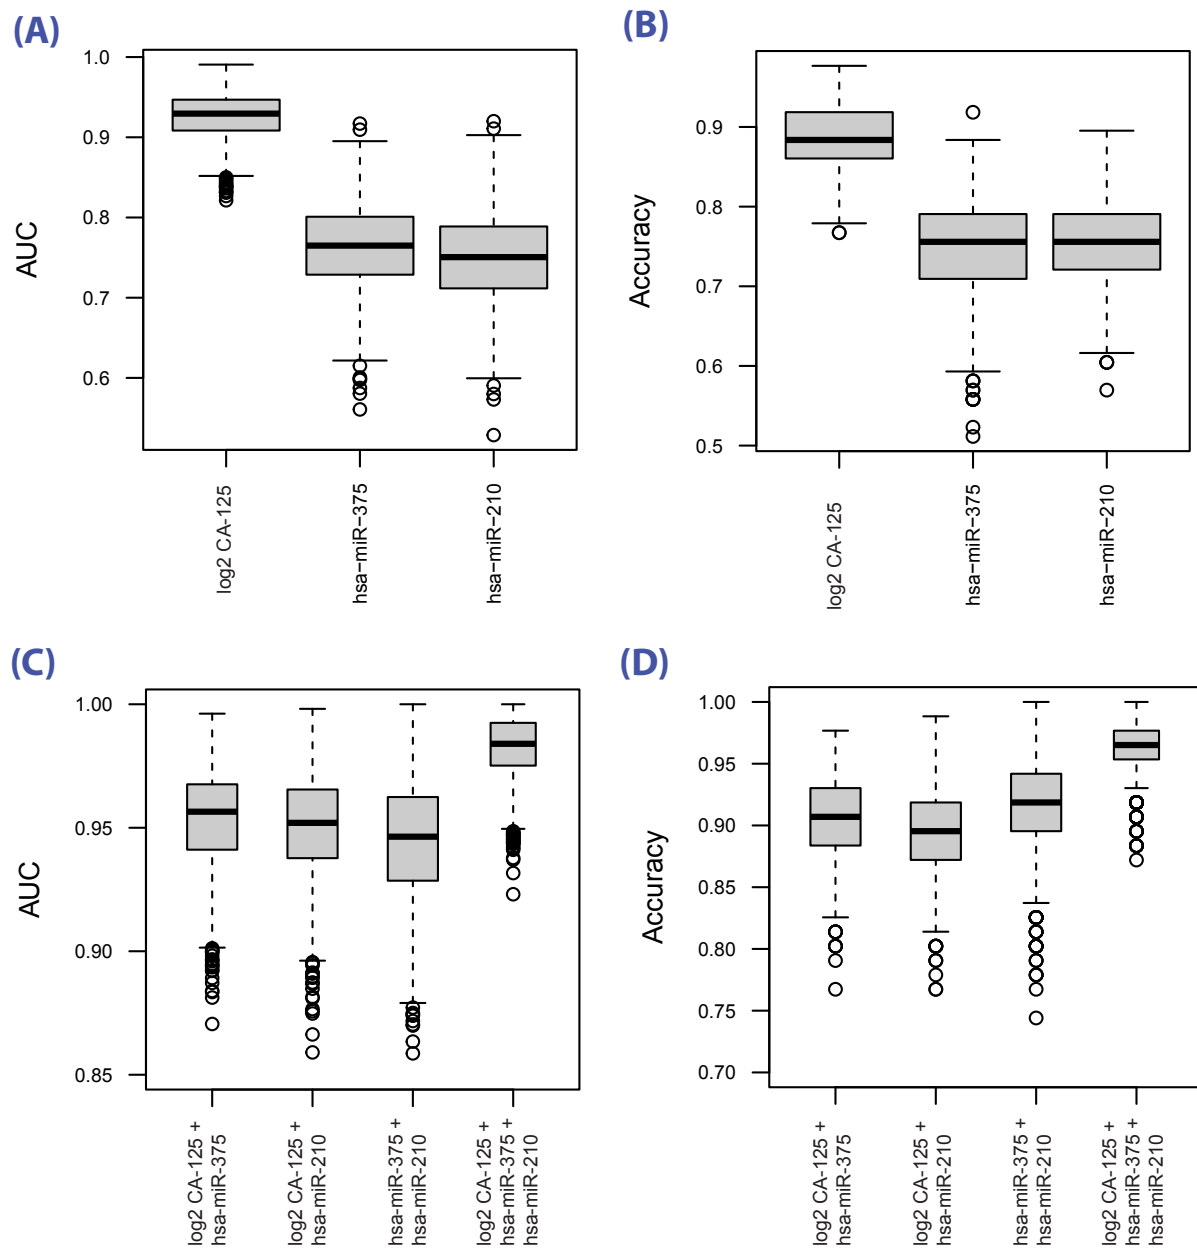 (A)
1.0
0.9
0.8
0.7
0.6
AUC
log2 CA-125
hsa-miR-375
hsa-miR-210
(B)
0.9
0.8
0.7
0.6
0.5
Accuracy
log2 CA-125
hsa-miR-375
hsa-miR-210
(C)
1.00
0.95
0.90
0.85
AUC
log2 CA-125 +
hsa-miR-375
log2 CA-125 +
hsa-miR-210
hsa-miR-375 +
hsa-miR-210
log2 CA-125 +
hsa-miR-375 +
hsa-miR-210
(D)
1.00
0.95
0.90
0.85
0.80
0.75
0.70
Accuracy
log2 CA-125 +
hsa-miR-375
log2 CA-125 +
hsa-miR-210
hsa-miR-375 +
hsa-miR-210
log2 CA-125 +
hsa-miR-375 +
hsa-miR-210